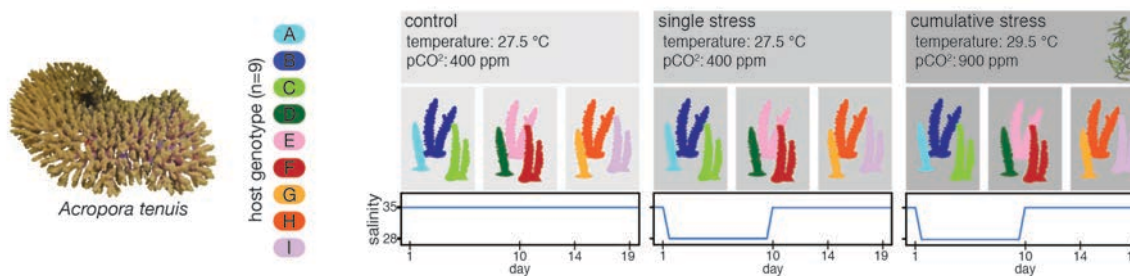 control
temperature: 27.5 °C
pCO²: 400 ppm
single stress
temperature: 27.5 °C
pCO²: 400 ppm
cumulative stress
temperature: 29.5 °C
pCO²: 900 ppm
Acropora tenuis
host genotype (n=9)
A
B
C
D
E
F
G
H
I
salinity
35
28
1 10 14 19
day
1 10 14 19
day
1 10 14
day